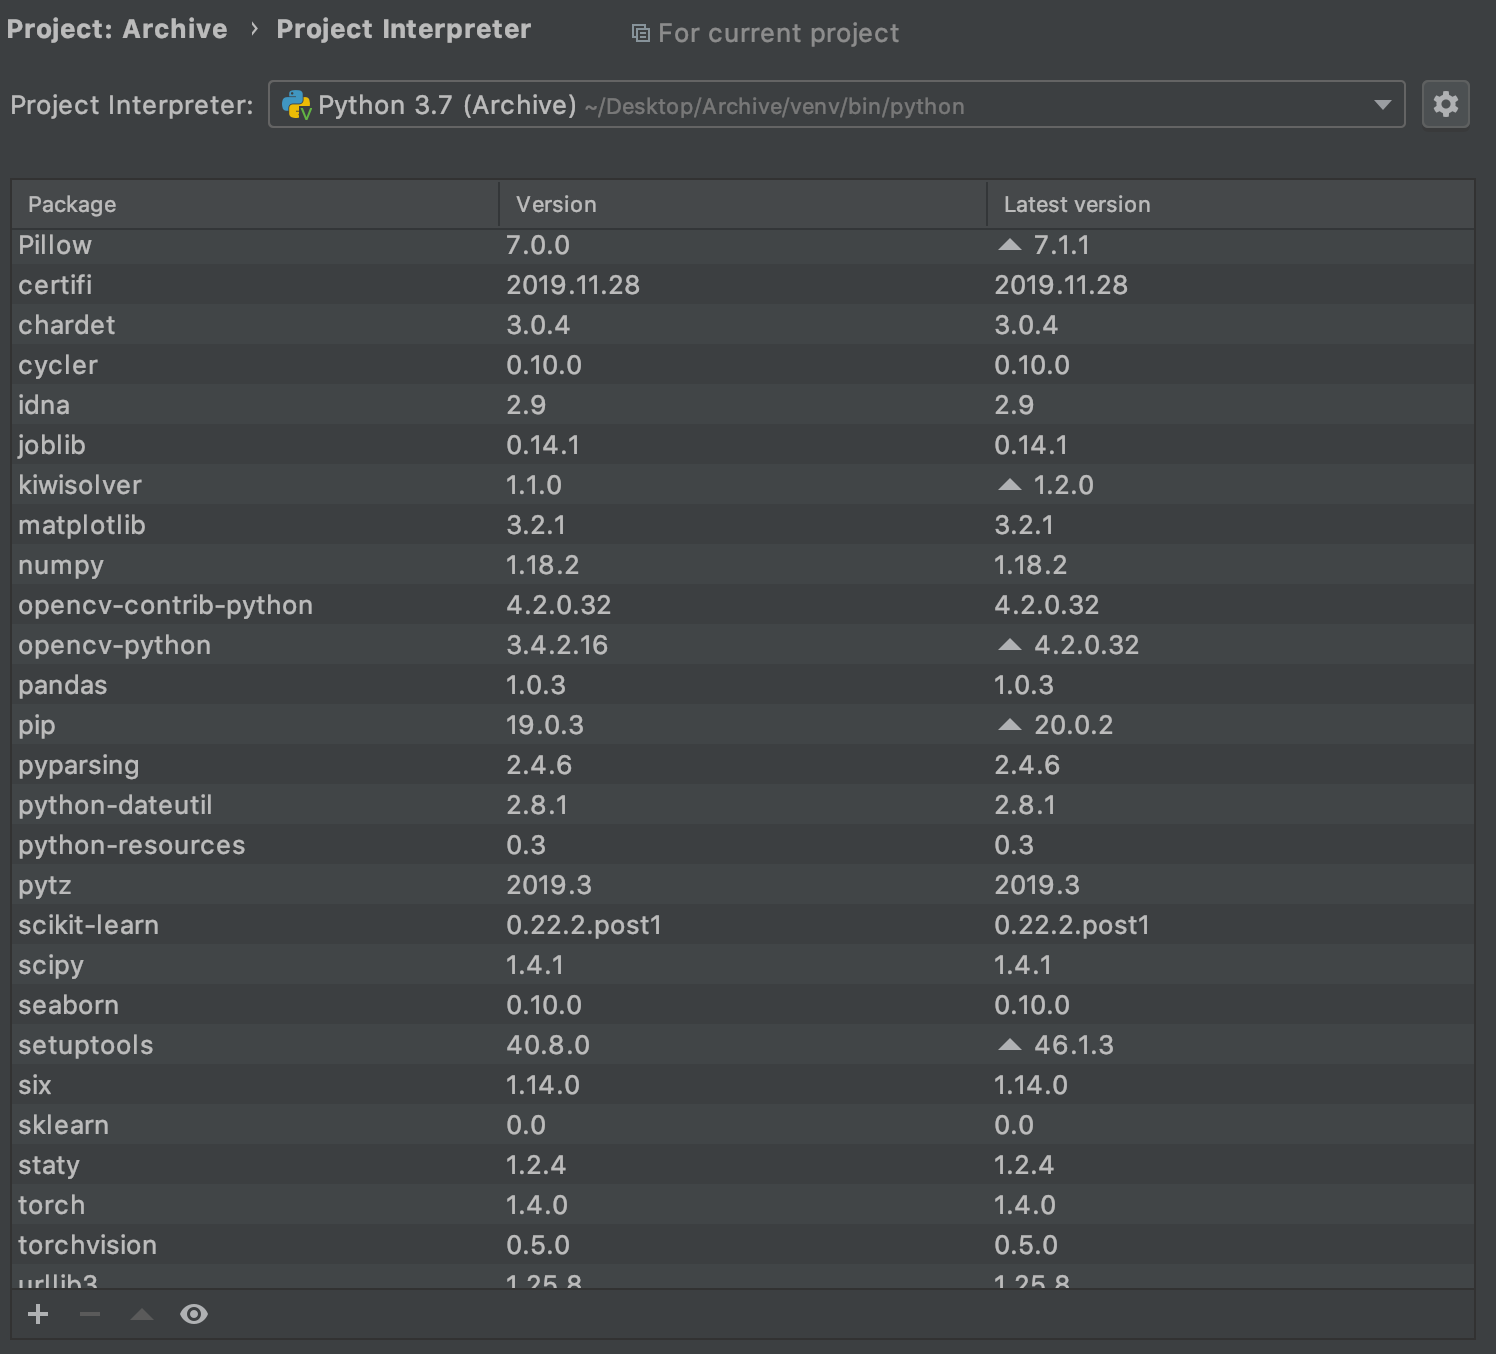 Project: Archive › Project Interpreter For current project
Project Interpreter: Python 3.7 (Archive) ~/Desktop/Archive/venv/bin/python
Package Version Latest version
Pillow 7.0.0 7.1.1
certifi 2019.11.28 2019.11.28
chardet 3.0.4 3.0.4
cycler 0.10.0 0.10.0
idna 2.9 2.9
joblib 0.14.1 0.14.1
kiwisolver 1.1.0 1.2.0
matplotlib 3.2.1 3.2.1
numpy 1.18.2 1.18.2
opencv-contrib-python 4.2.0.32 4.2.0.32
opencv-python 3.4.2.16 4.2.0.32
pandas 1.0.3 1.0.3
pip 19.0.3 20.0.2
pyparsing 2.4.6 2.4.6
python-dateutil 2.8.1 2.8.1
python-resources 0.3 0.3
pytz 2019.3 2019.3
scikit-learn 0.22.2.post1 0.22.2.post1
scipy 1.4.1 1.4.1
seaborn 0.10.0 0.10.0
setuptools 40.8.0 46.1.3
six 1.14.0 1.14.0
sklearn 0.0 0.0
staty 1.2.4 1.2.4
torch 1.4.0 1.4.0
torchvision 0.5.0 0.5.0
urllib3 1.25.8 1.25.8